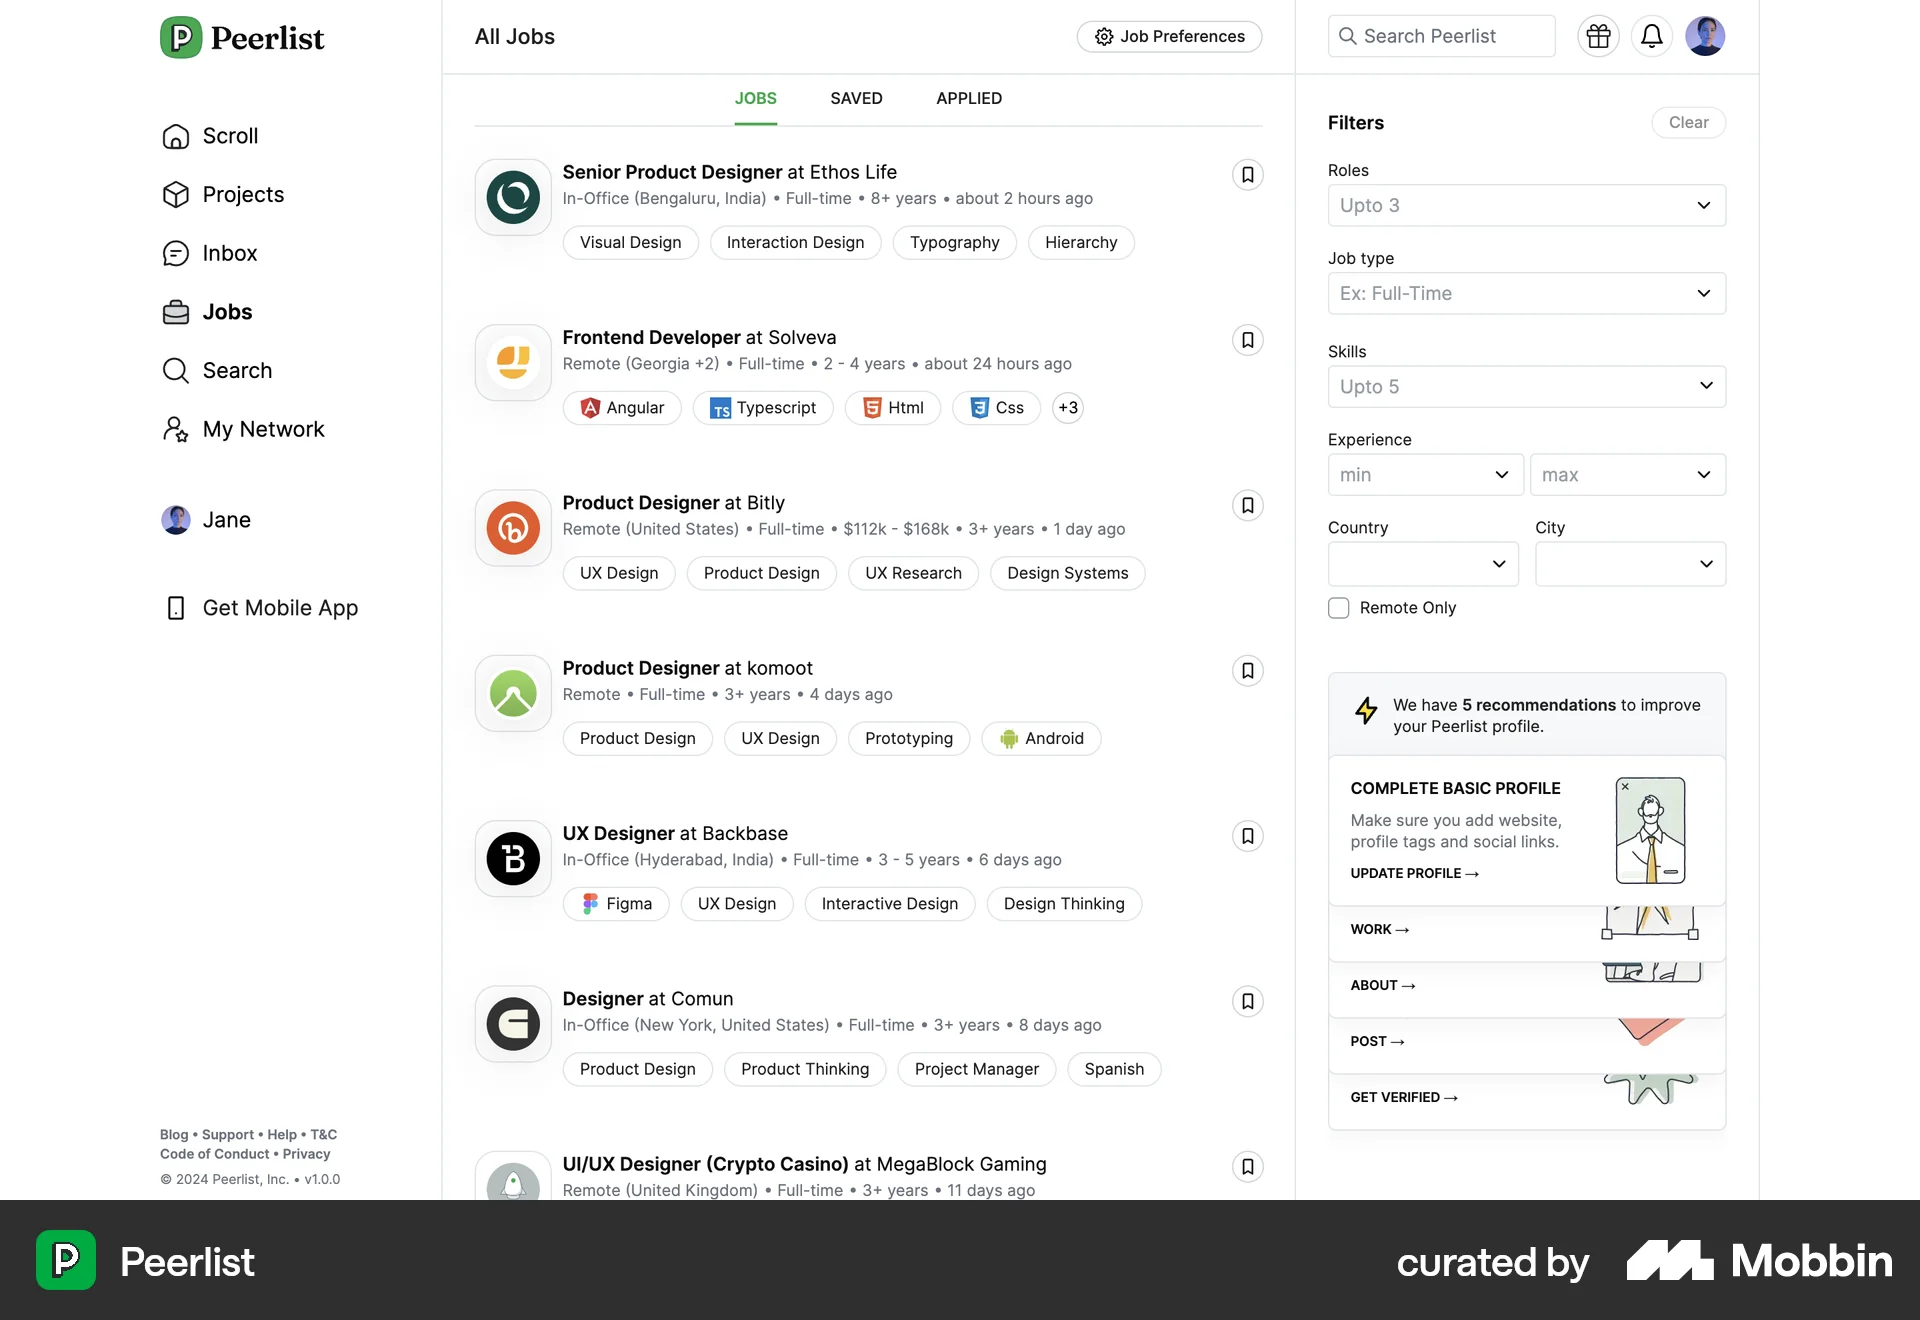 Peerlist
Scroll
Projects
Inbox
Jobs
Search
My Network
Jane
Get Mobile App
Blog • Support • Help • T&C
Code of Conduct • Privacy
© 2024 Peerlist, Inc. • v1.0.0
All Jobs
Job Preferences
JOBS SAVED APPLIED
Senior Product Designer at Ethos Life
In-Office (Bengaluru, India) • Full-time • 8+ years • about 2 hours ago
Visual Design Interaction Design Typography Hierarchy
Frontend Developer at Solveva
Remote (Georgia +2) • Full-time • 2 - 4 years • about 24 hours ago
Angular TS Typescript Html Css +3
Product Designer at Bitly
Remote (United States) • Full-time • $112k - $168k • 3+ years • 1 day ago
UX Design Product Design UX Research Design Systems
Product Designer at komoot
Remote • Full-time • 3+ years • 4 days ago
Product Design UX Design Prototyping Android
UX Designer at Backbase
In-Office (Hyderabad, India) • Full-time • 3 - 5 years • 6 days ago
Figma UX Design Interactive Design Design Thinking
Designer at Comun
In-Office (New York, United States) • Full-time • 3+ years • 8 days ago
Product Design Product Thinking Project Manager Spanish
UI/UX Designer (Crypto Casino) at MegaBlock Gaming
Remote (United Kingdom) • Full-time • 3+ years • 11 days ago
Search Peerlist
Filters Clear
Roles
Upto 3
Job type
Ex: Full-Time
Skills
Upto 5
Experience
min max
Country City
Remote Only
We have 5 recommendations to improve
your Peerlist profile.
COMPLETE BASIC PROFILE
Make sure you add website,
profile tags and social links.
UPDATE PROFILE →
WORK →
ABOUT →
POST →
GET VERIFIED →
Peerlist
curated by Mobbin